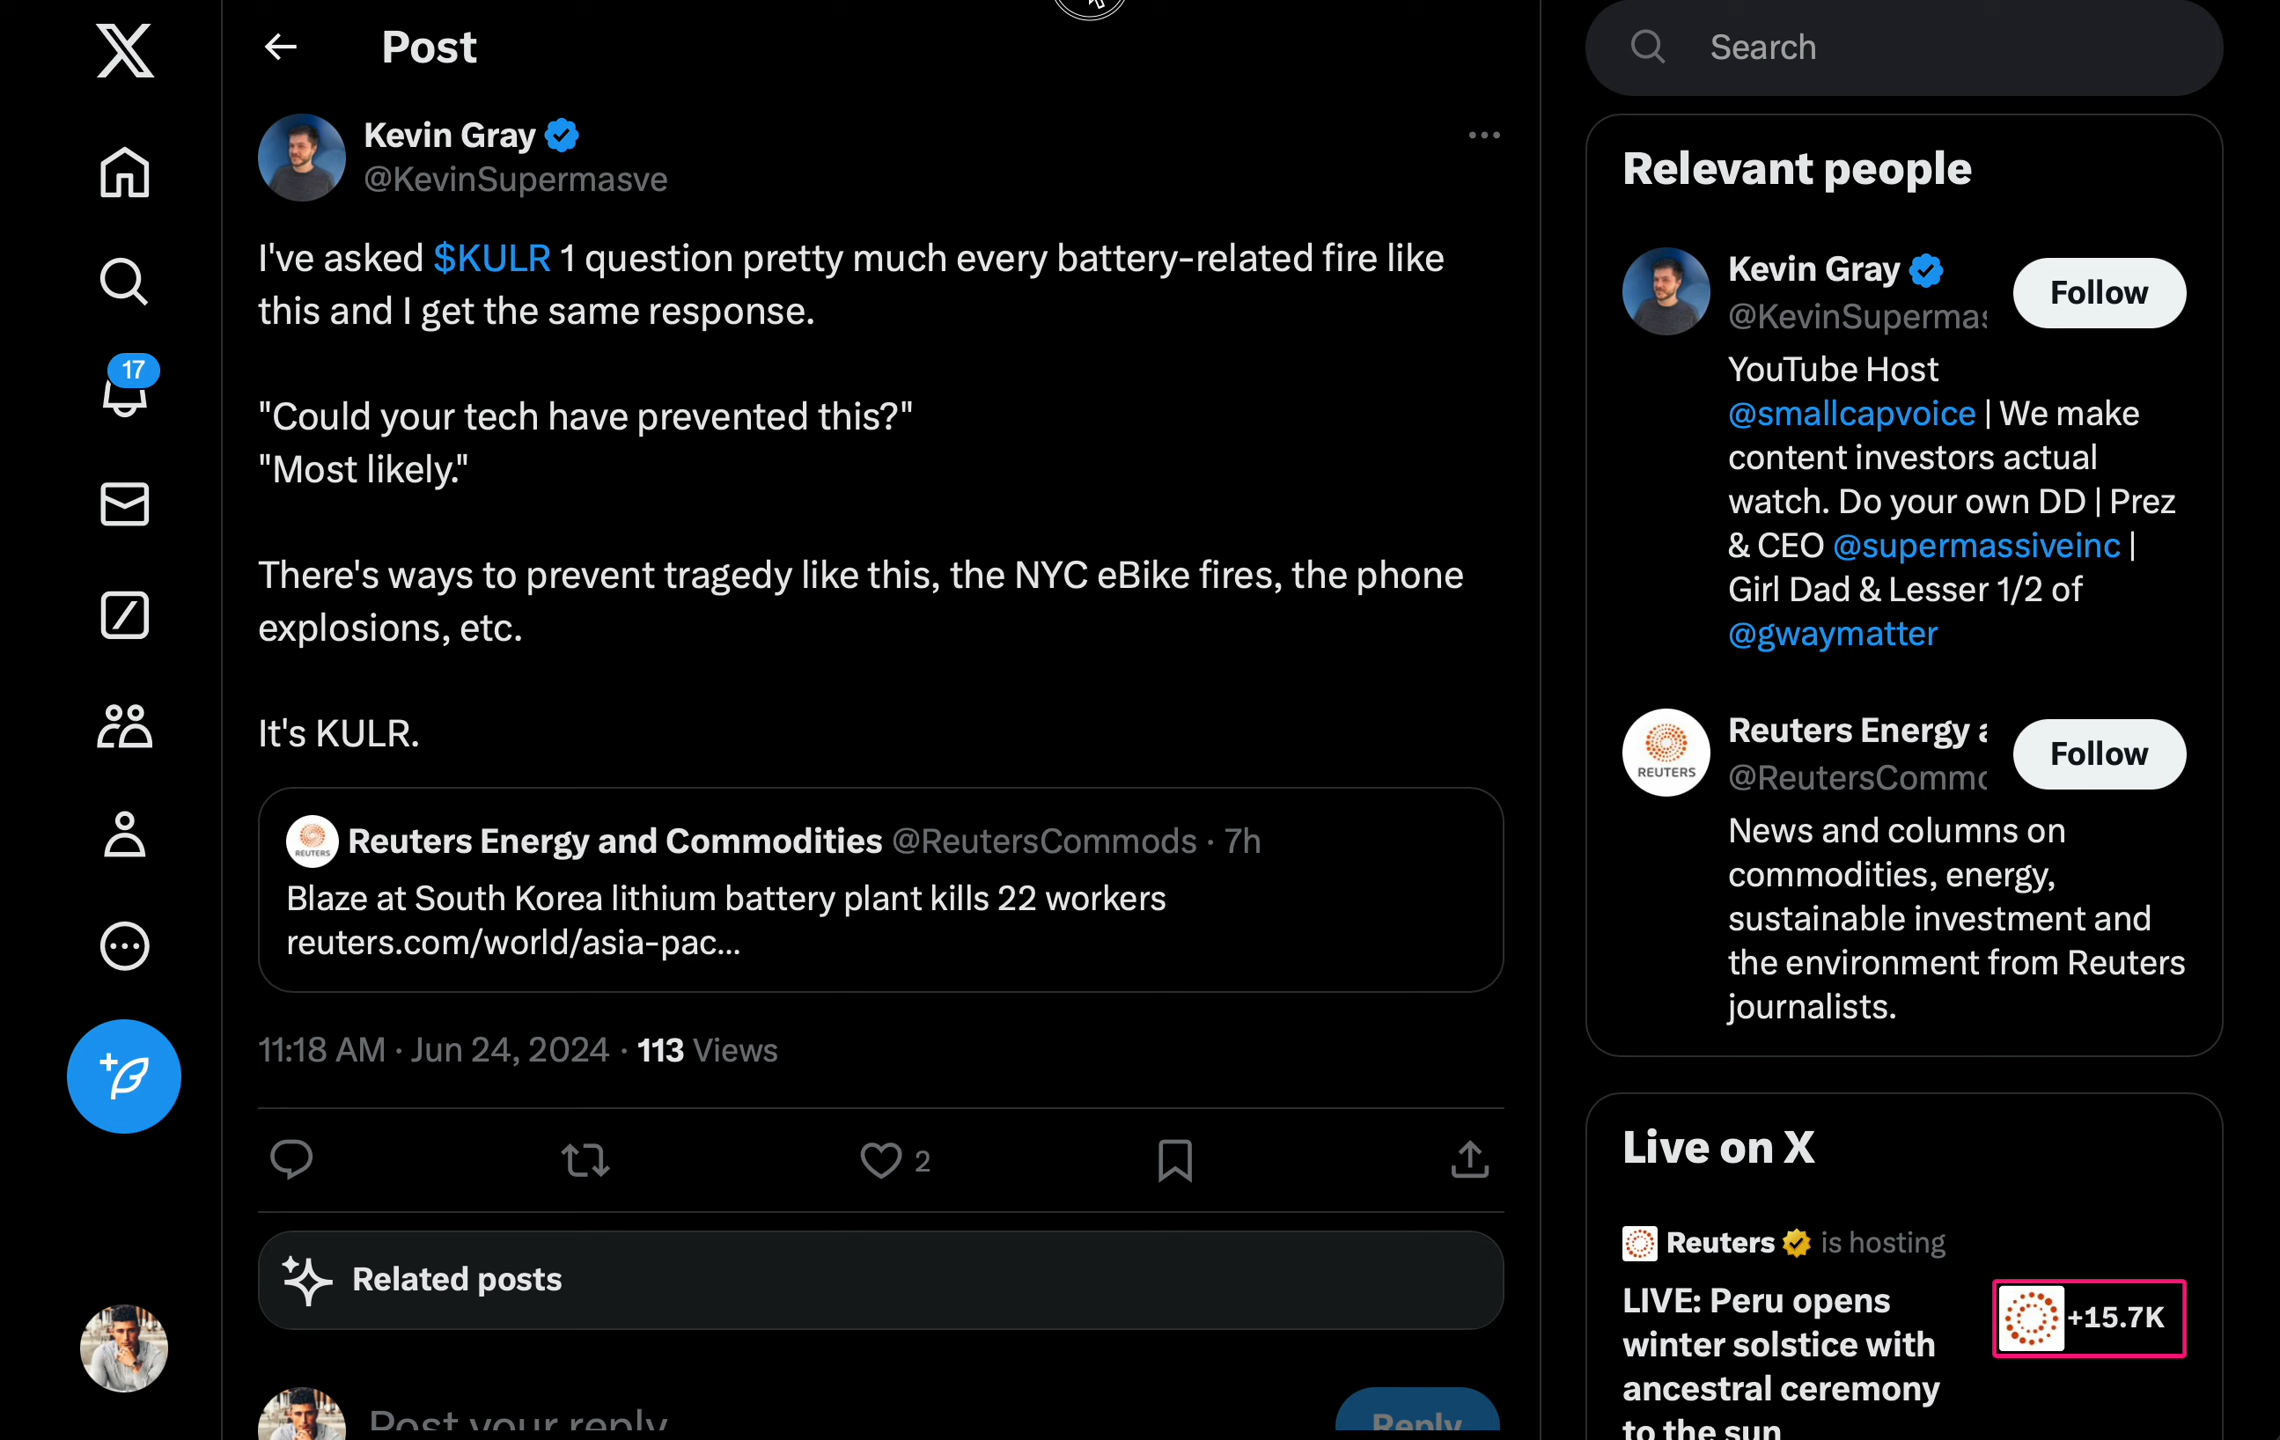 Post
Kevin Gray
@KevinSupermasve
I've asked $KULR 1 question pretty much every battery-related fire like
this and I get the same response.
"Could your tech have prevented this?"
"Most likely."
There's ways to prevent tragedy like this, the NYC eBike fires, the phone
explosions, etc.
It's KULR.
REUTERS
Reuters Energy and Commodities @ReutersCommods · 7h
Blaze at South Korea lithium battery plant kills 22 workers
reuters.com/world/asia-pac...
11:18 AM · Jun 24, 2024 · 113 Views
2
Related posts
Post your reply
Reply
17
Search
Relevant people
Kevin Gray
@KevinSupermas
Follow
YouTube Host
@smallcapvoice | We make
content investors actual
watch. Do your own DD | Prez
& CEO @supermassiveinc |
Girl Dad & Lesser 1/2 of
@gwaymatter
REUTERS
Reuters Energy a
@ReutersCommo
Follow
News and columns on
commodities, energy,
sustainable investment and
the environment from Reuters
journalists.
Live on X
Reuters is hosting
LIVE: Peru opens
winter solstice with
ancestral ceremony
to the sun
+15.7K